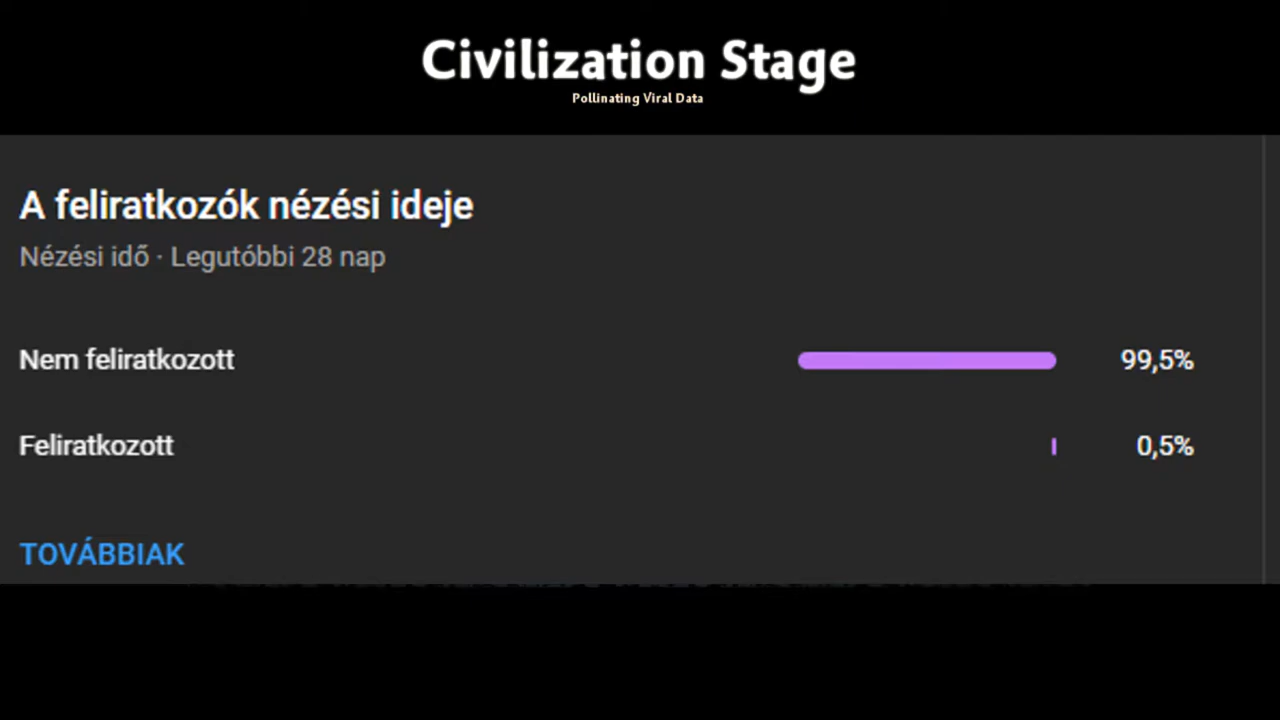 Civilization Stage
Pollinating Viral Data
A feliratkozók nézési ideje
Nézési idő · Legutóbbi 28 nap
Nem feliratkozott 99,5%
Feliratkozott 0,5%
TOVÁBBIAK